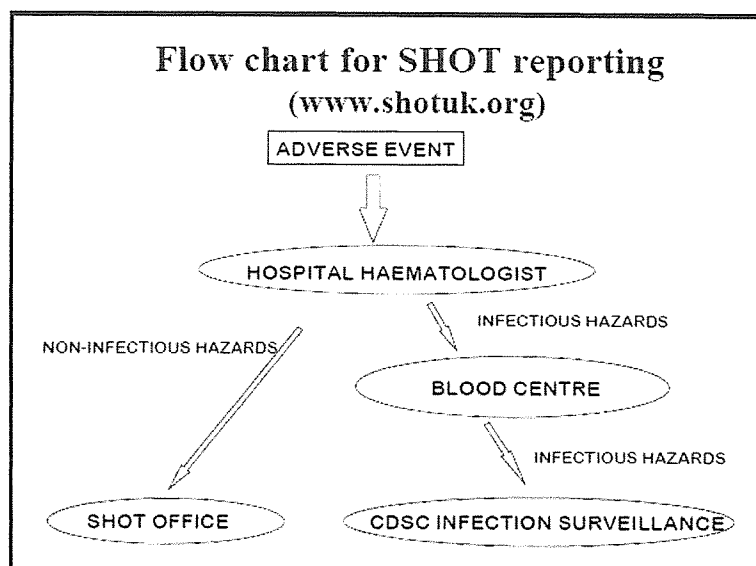 Flow chart for SHOT reporting
(www.shotuk.org)
ADVERSE EVENT
HOSPITAL HAEMATOLOGIST
NON-INFECTIOUS HAZARDS
INFECTIOUS HAZARDS
BLOOD CENTRE
INFECTIOUS HAZARDS
SHOT OFFICE
CDSC INFECTION SURVEILLANCE